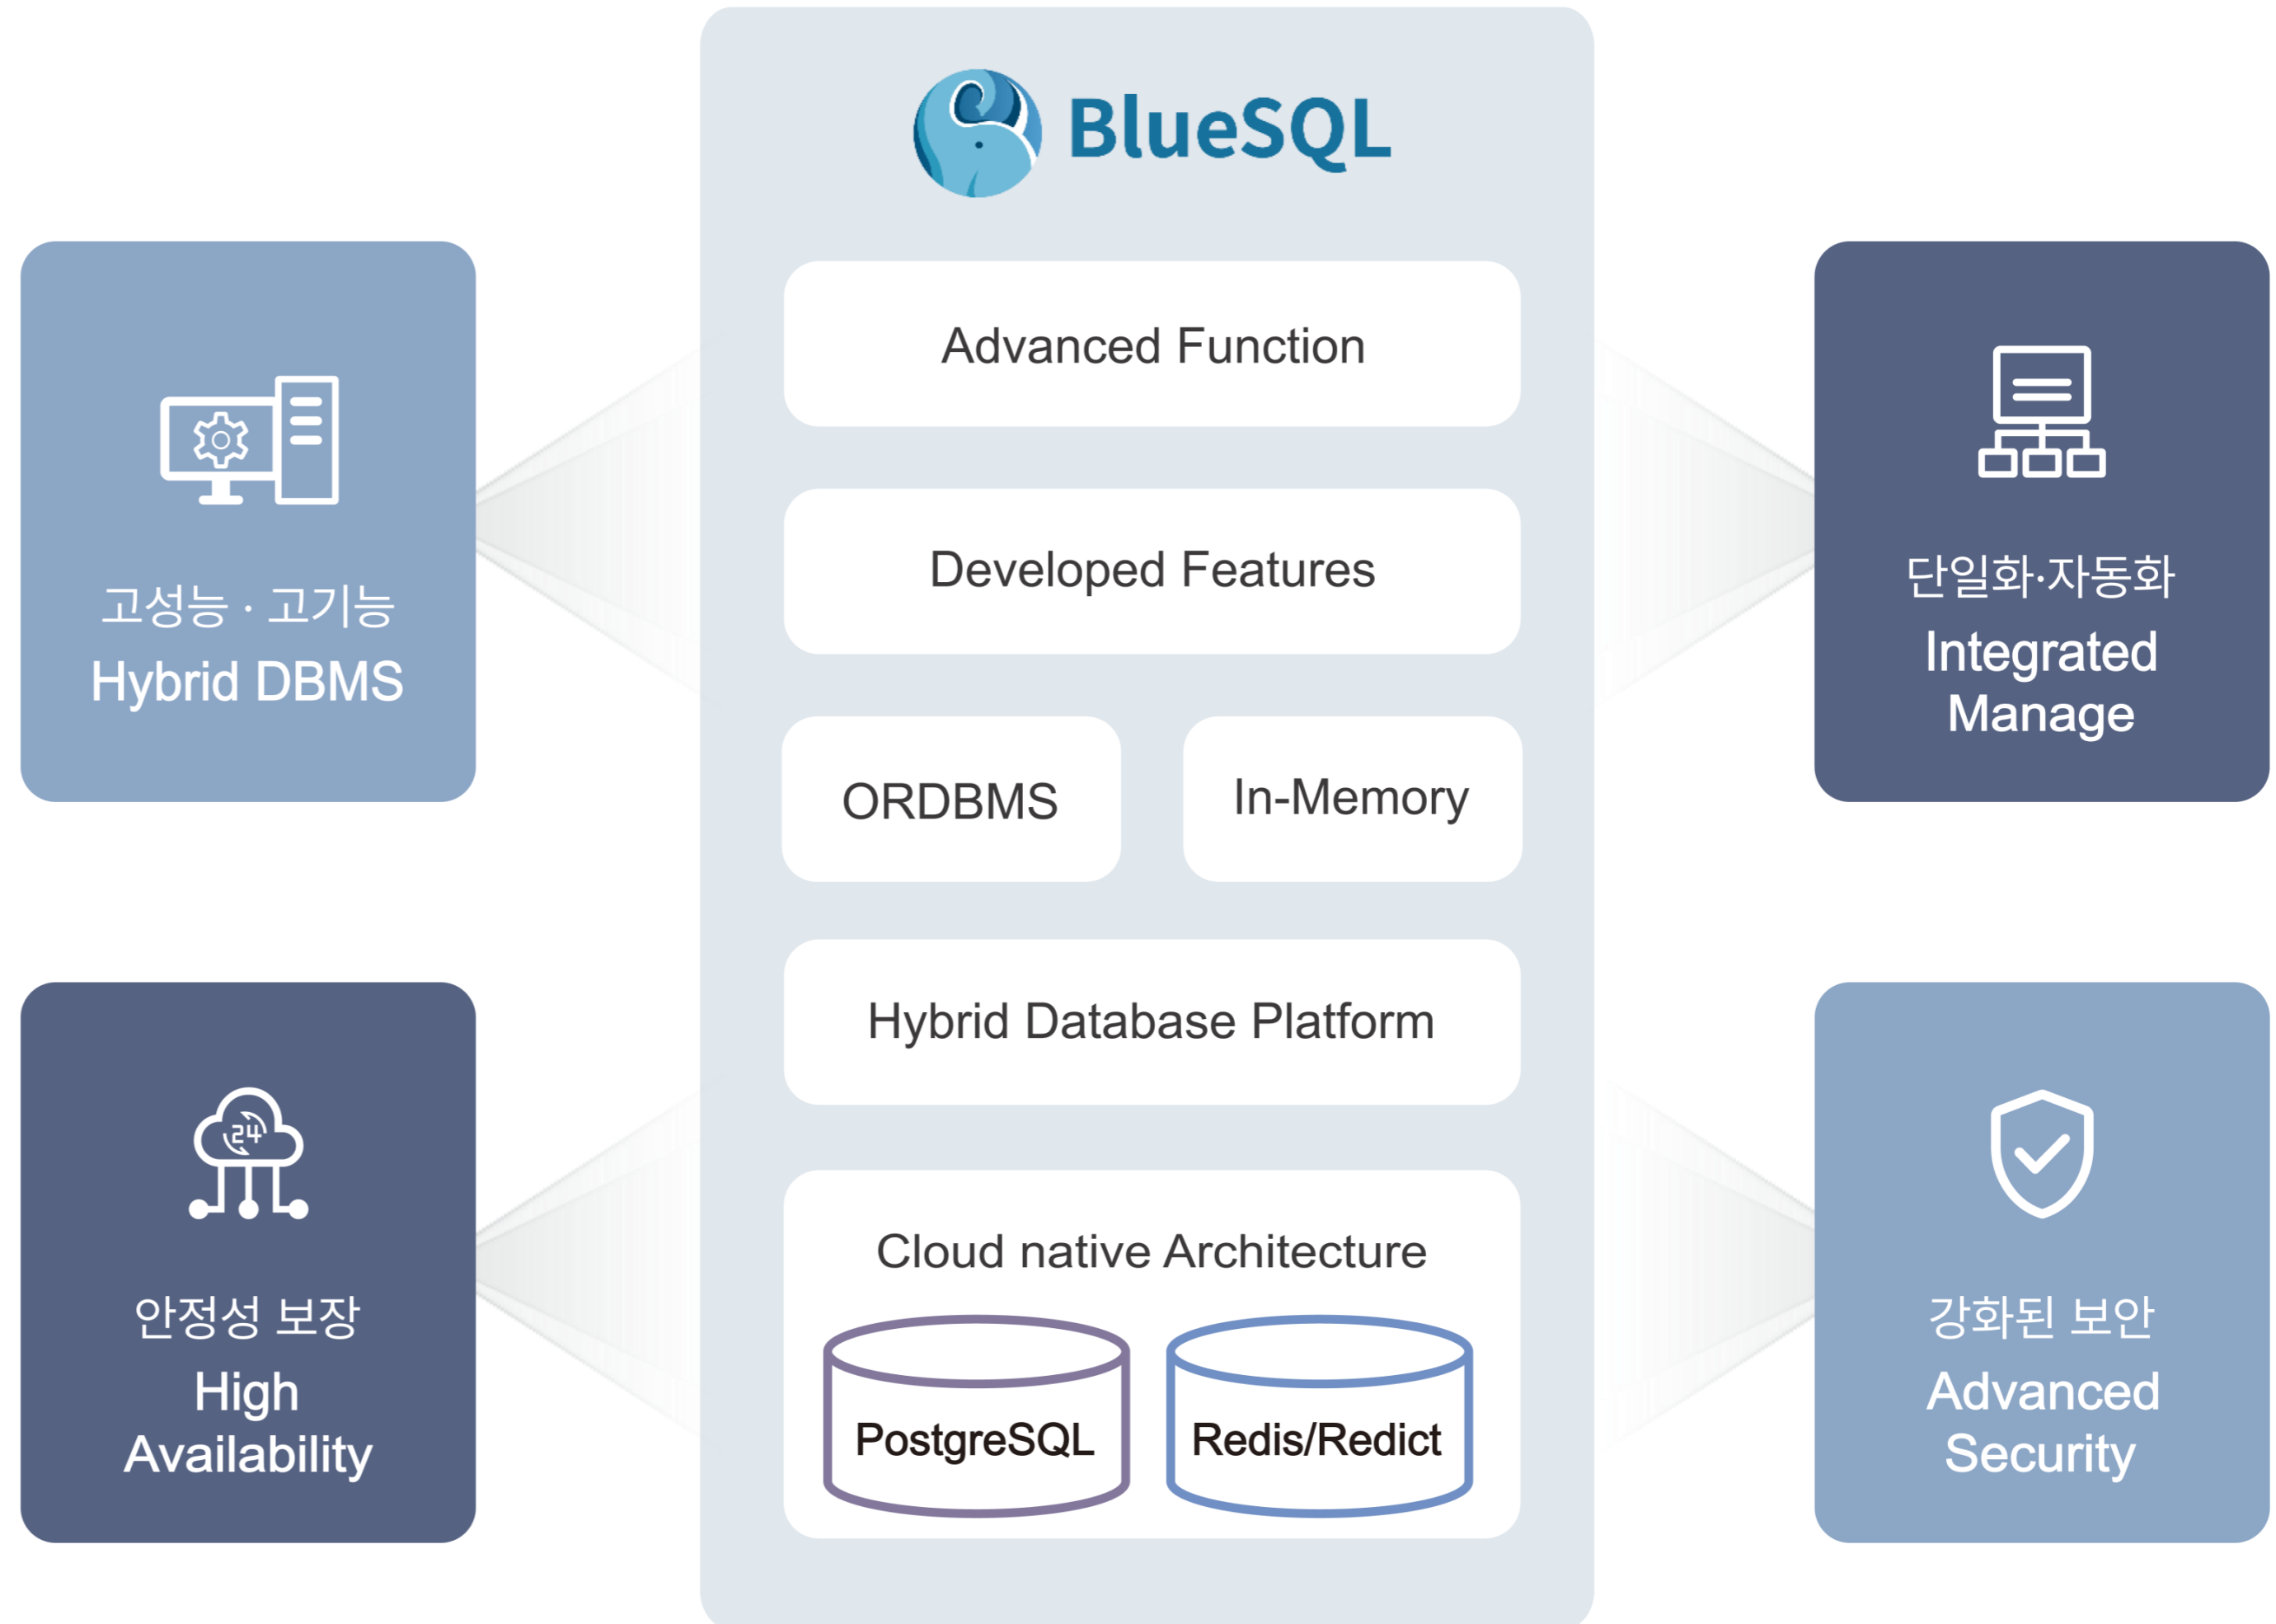 BlueSQL
Advanced Function
Developed Features
ORDBMS
In-Memory
Hybrid Database Platform
Cloud native Architecture
PostgreSQL
Redis/Redict
고성능 · 고기능
Hybrid DBMS
24
안정성 보장
High
Availability
단일화·자동화
Integrated
Manage
강화된 보안
Advanced
Security